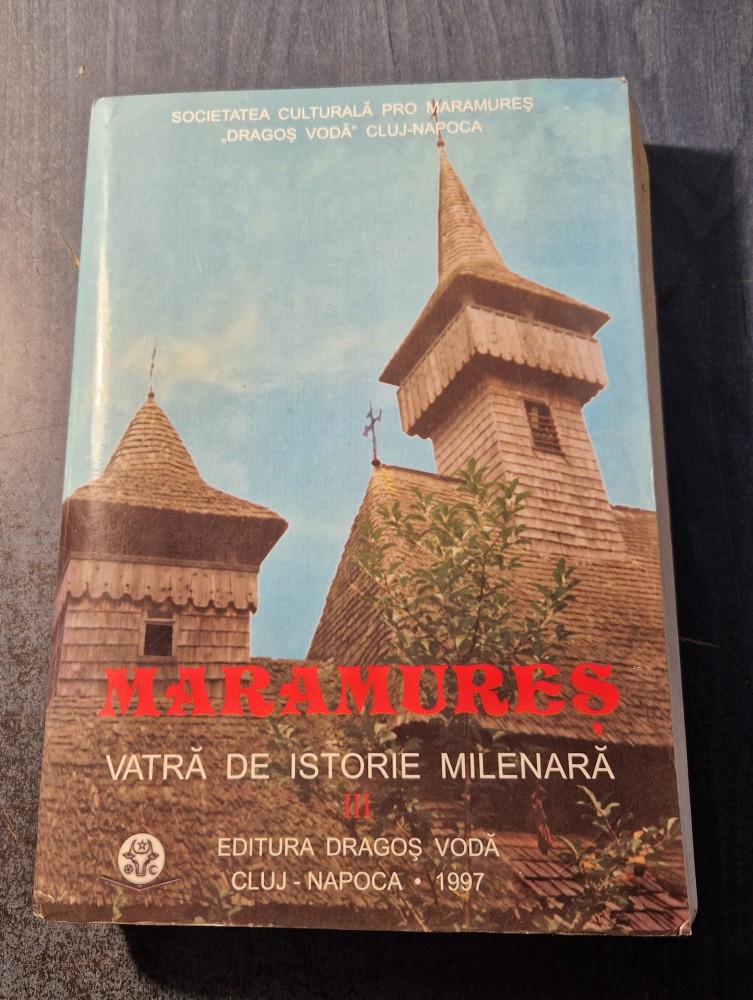 SOCIETATEA CULTURALĂ PRO MARAMUREŞ
„DRAGOŞ VODĂ" CLUJ-NAPOCA
MARAMUREŞ
VATRĂ DE ISTORIE MILENARĂ
III
EDITURA DRAGOŞ VODĂ
CLUJ - NAPOCA • 1997